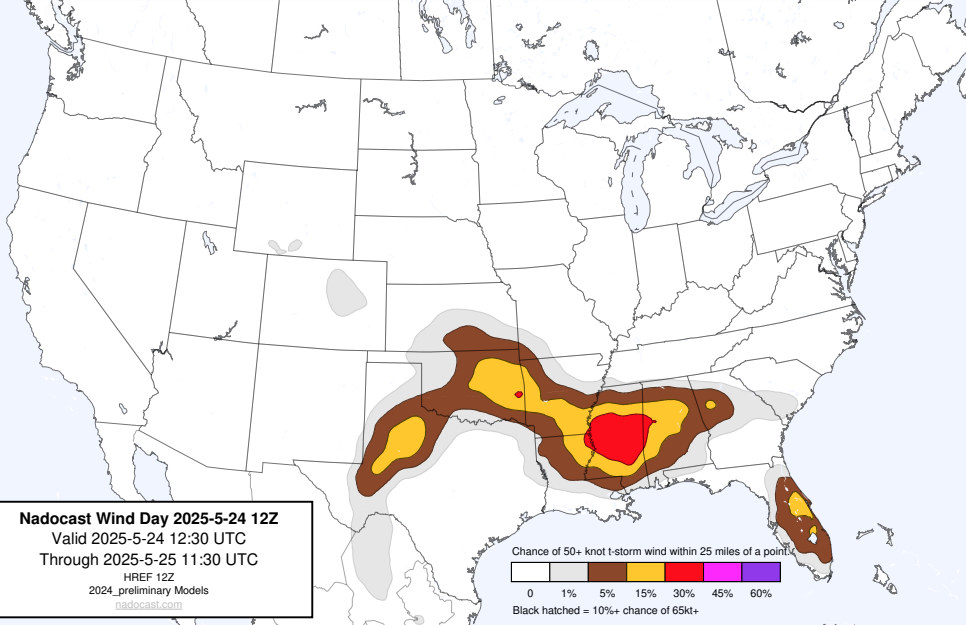 Nadocast Wind Day 2025-5-24 12Z
Valid 2025-5-24 12:30 UTC
Through 2025-5-25 11:30 UTC
HREF 12Z
2024_preliminary Models
nadocast.com
Chance of 50+ knot t-storm wind within 25 miles of a point.
0 1% 5% 15% 30% 45% 60%
Black hatched = 10%+ chance of 65kt+